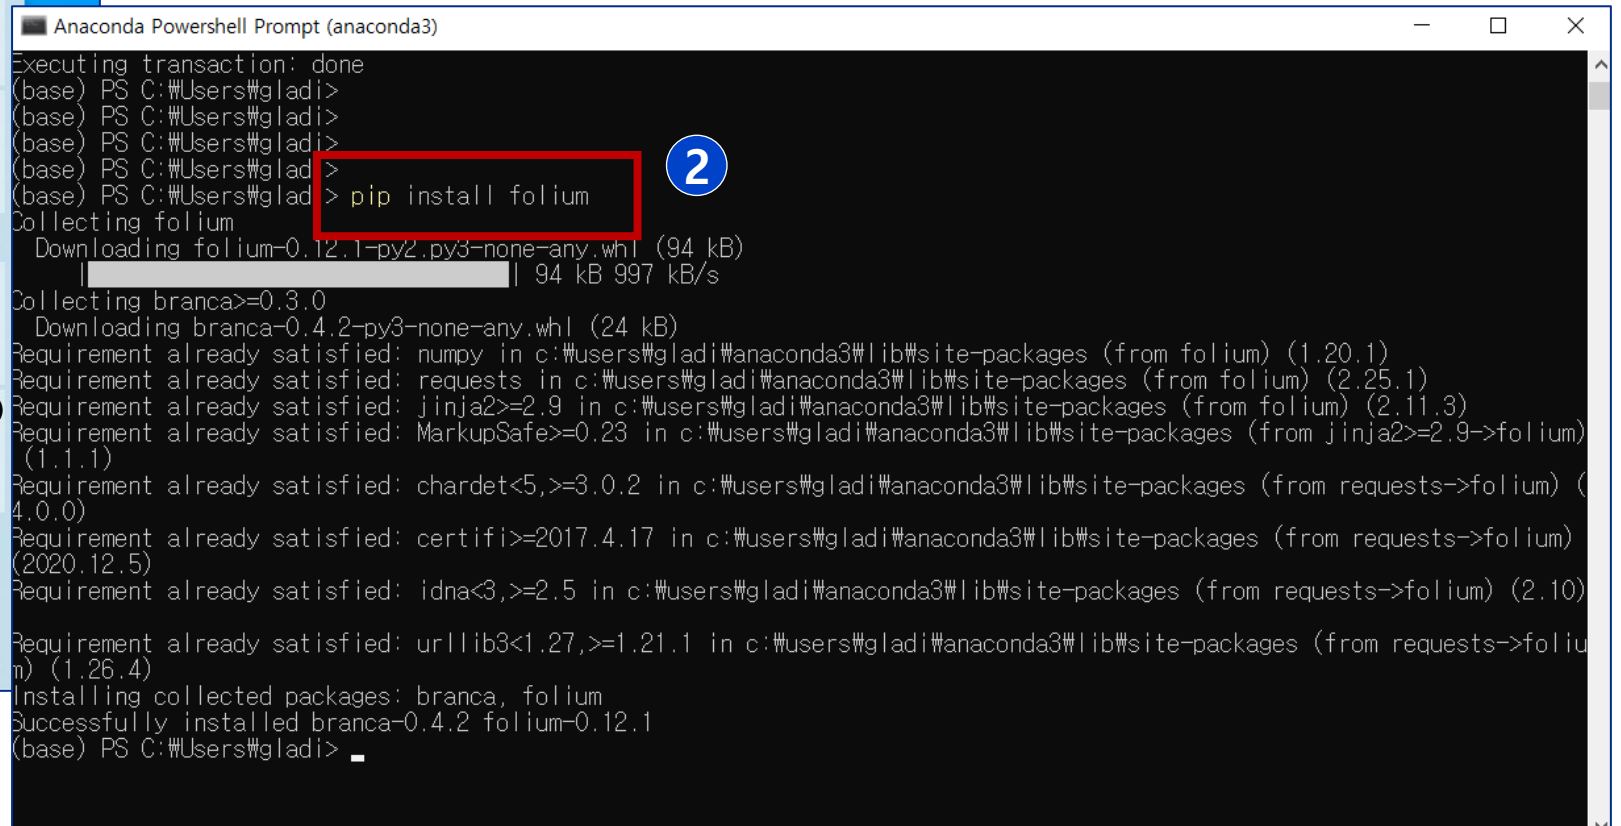 Anaconda Powershell Prompt (anaconda3)
Executing transaction: done
(base) PS C:₩Users₩gladi>
(base) PS C:₩Users₩gladi>
(base) PS C:₩Users₩gladi>
(base) PS C:₩Users₩gladi>
(base) PS C:₩Users₩gladi> pip install folium
2
Collecting folium
Downloading folium-0.12.1-py2.py3-none-any.whl (94 kB)
| | 94 kB 997 kB/s
Collecting branca>=0.3.0
Downloading branca-0.4.2-py3-none-any.whl (24 kB)
Requirement already satisfied: numpy in c:₩users₩gladi₩anaconda3₩lib₩site-packages (from folium) (1.20.1)
Requirement already satisfied: requests in c:₩users₩gladi₩anaconda3₩lib₩site-packages (from folium) (2.25.1)
Requirement already satisfied: jinja2>=2.9 in c:₩users₩gladi₩anaconda3₩lib₩site-packages (from folium) (2.11.3)
Requirement already satisfied: MarkupSafe>=0.23 in c:₩users₩gladi₩anaconda3₩lib₩site-packages (from jinja2>=2.9->folium)
(1.1.1)
Requirement already satisfied: chardet<5,>=3.0.2 in c:₩users₩gladi₩anaconda3₩lib₩site-packages (from requests->folium) (
4.0.0)
Requirement already satisfied: certifi>=2017.4.17 in c:₩users₩gladi₩anaconda3₩lib₩site-packages (from requests->folium)
(2020.12.5)
Requirement already satisfied: idna<3,>=2.5 in c:₩users₩gladi₩anaconda3₩lib₩site-packages (from requests->folium) (2.10)
Requirement already satisfied: urllib3<1.27,>=1.21.1 in c:₩users₩gladi₩anaconda3₩lib₩site-packages (from requests->foliu
m) (1.26.4)
Installing collected packages: branca, folium
Successfully installed branca-0.4.2 folium-0.12.1
(base) PS C:₩Users₩gladi>